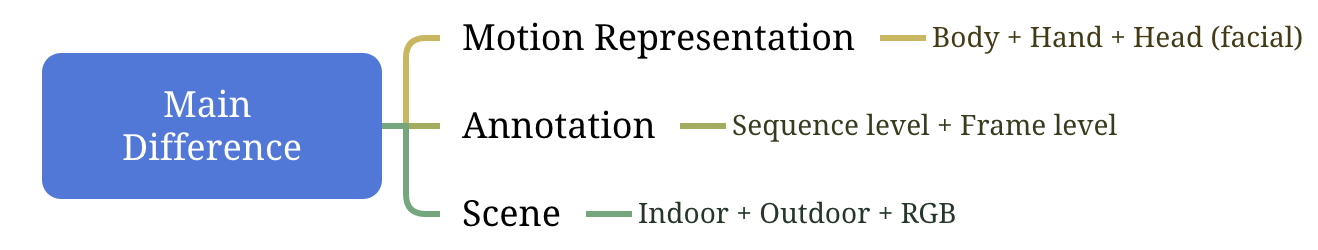 Main
Difference
Motion Representation
Body + Hand + Head (facial)
Annotation
Sequence level + Frame level
Scene
Indoor + Outdoor + RGB